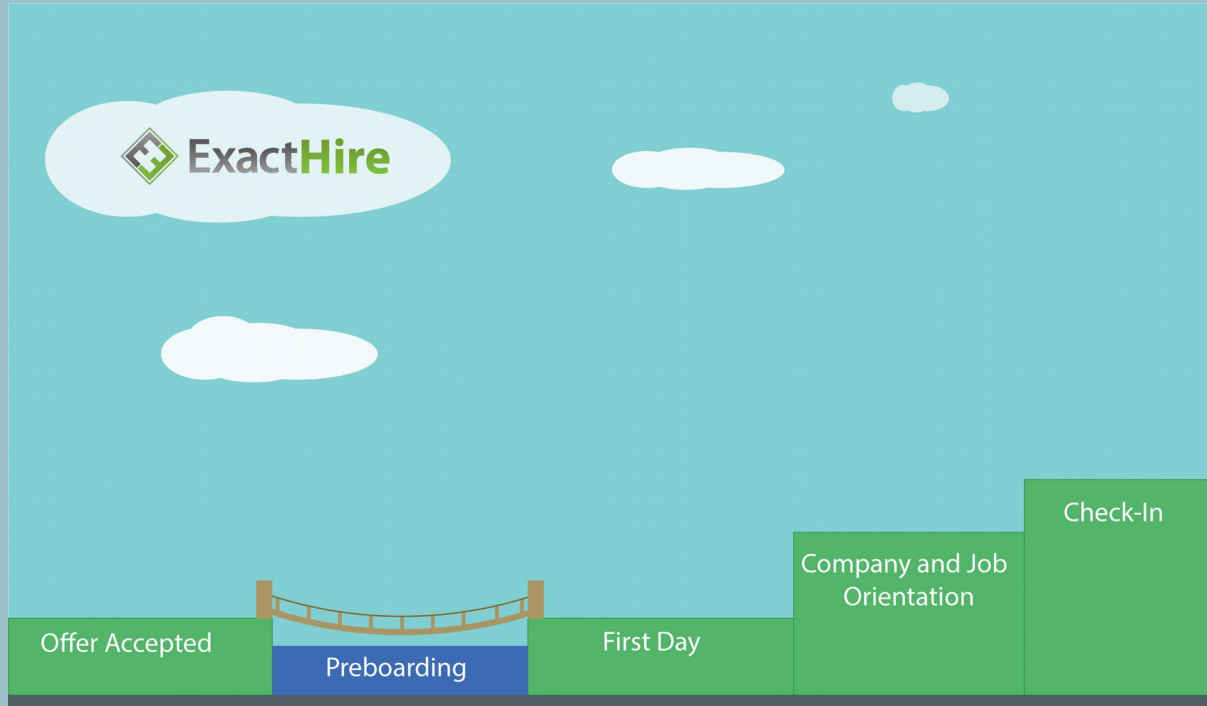 ExactHire
Offer Accepted
Preboarding
First Day
Company and Job
Orientation
Check-In